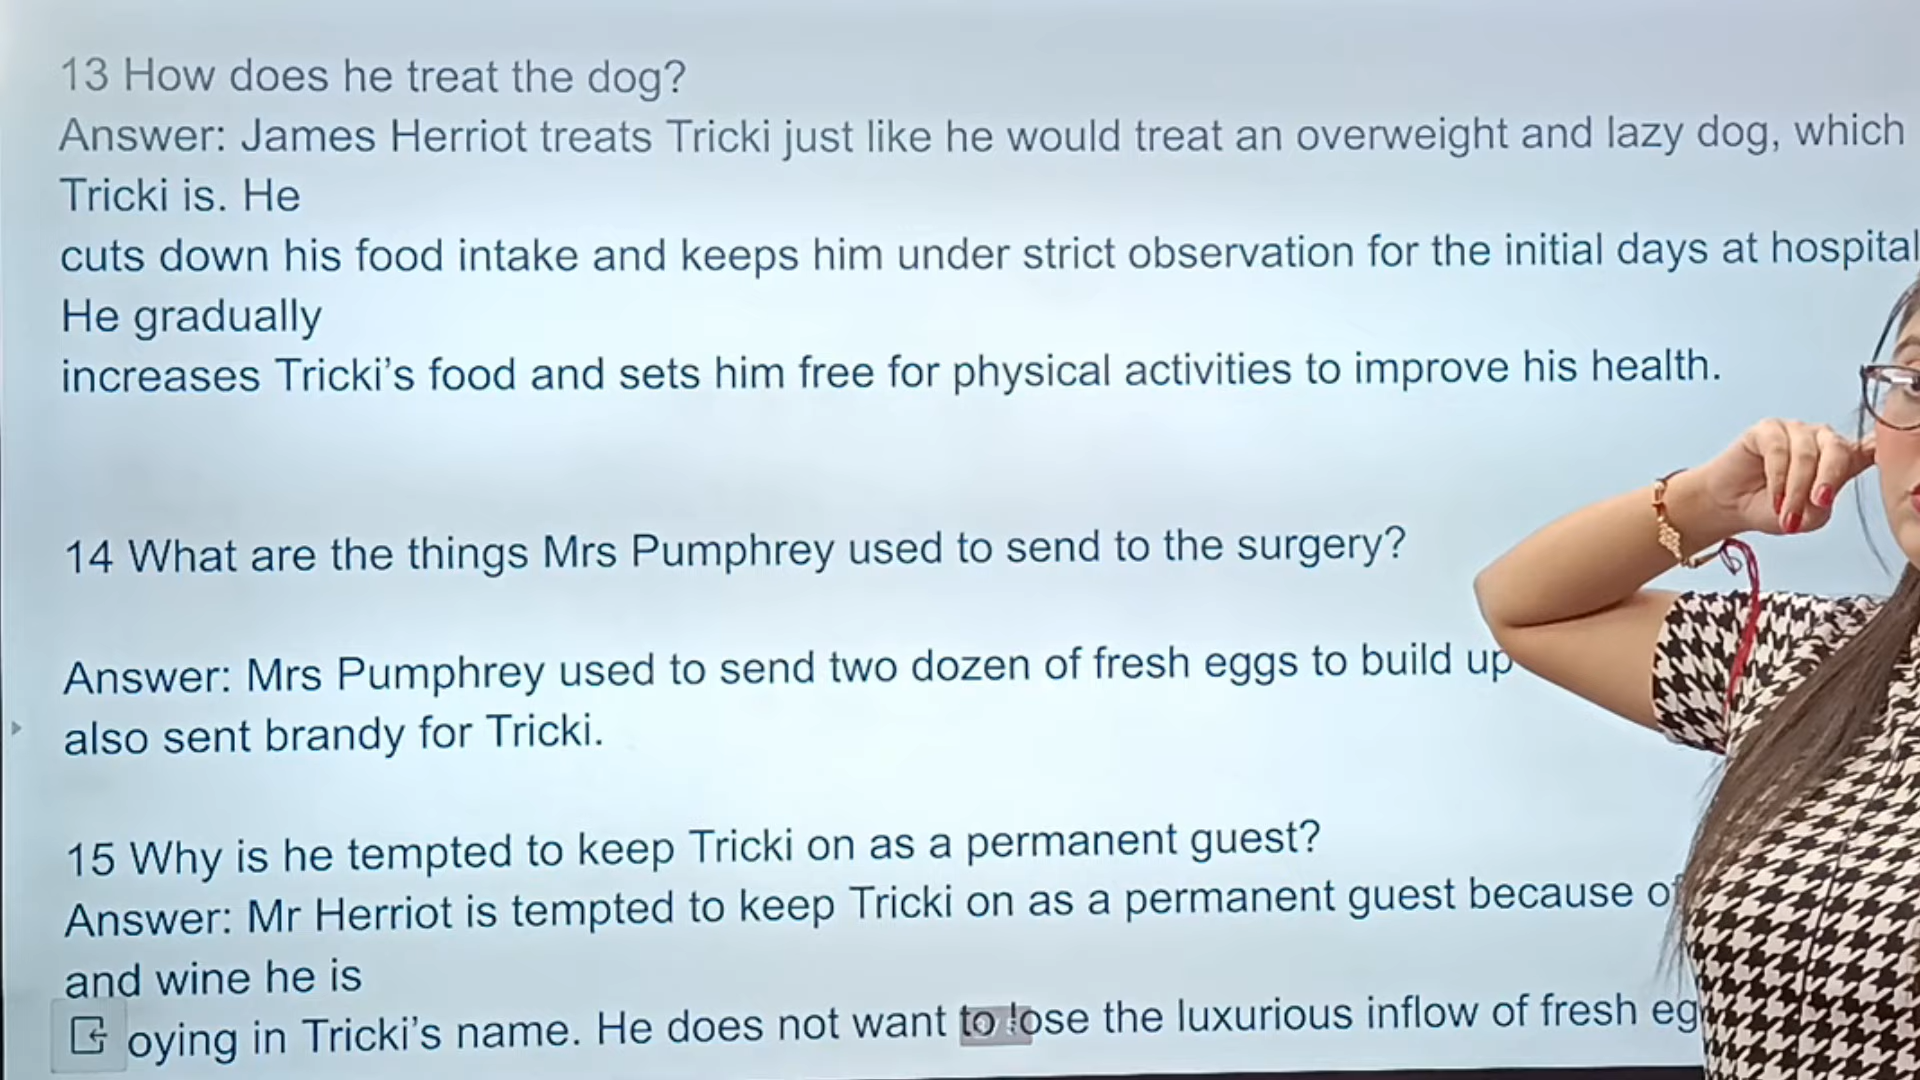 13 How does he treat the dog?
Answer: James Herriot treats Tricki just like he would treat an overweight and lazy dog, which
Tricki is. He
cuts down his food intake and keeps him under strict observation for the initial days at hospital
He gradually
increases Tricki's food and sets him free for physical activities to improve his health.
14 What are the things Mrs Pumphrey used to send to the surgery?
Answer: Mrs Pumphrey used to send two dozen of fresh eggs to build up
also sent brandy for Tricki.
15 Why is he tempted to keep Tricki on as a permanent guest?
Answer: Mr Herriot is tempted to keep Tricki on as a permanent guest because of
and wine he is
oying in Tricki's name. He does not want to lose the luxurious inflow of fresh eg